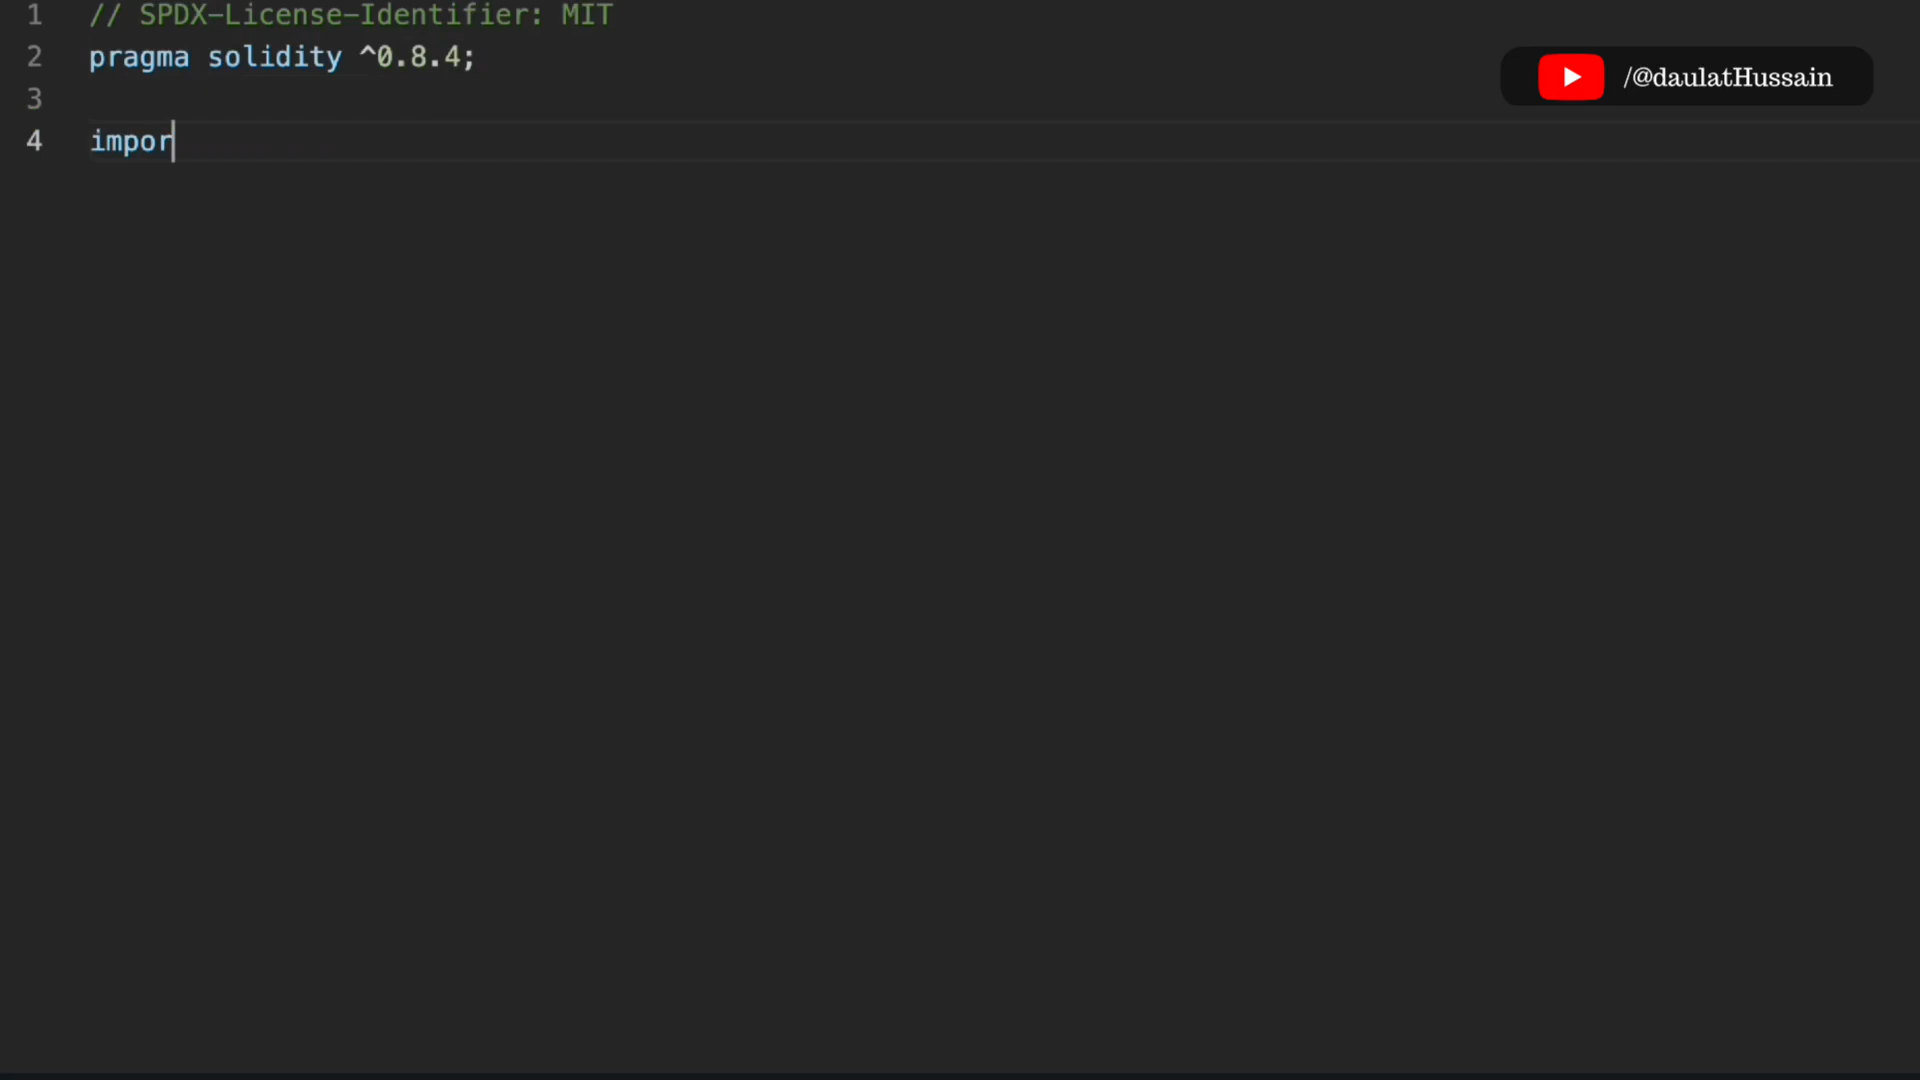 1 // SPDX-License-Identifier: MIT
2 pragma solidity ^0.8.4;
/@daulatHussain
3
4 impor